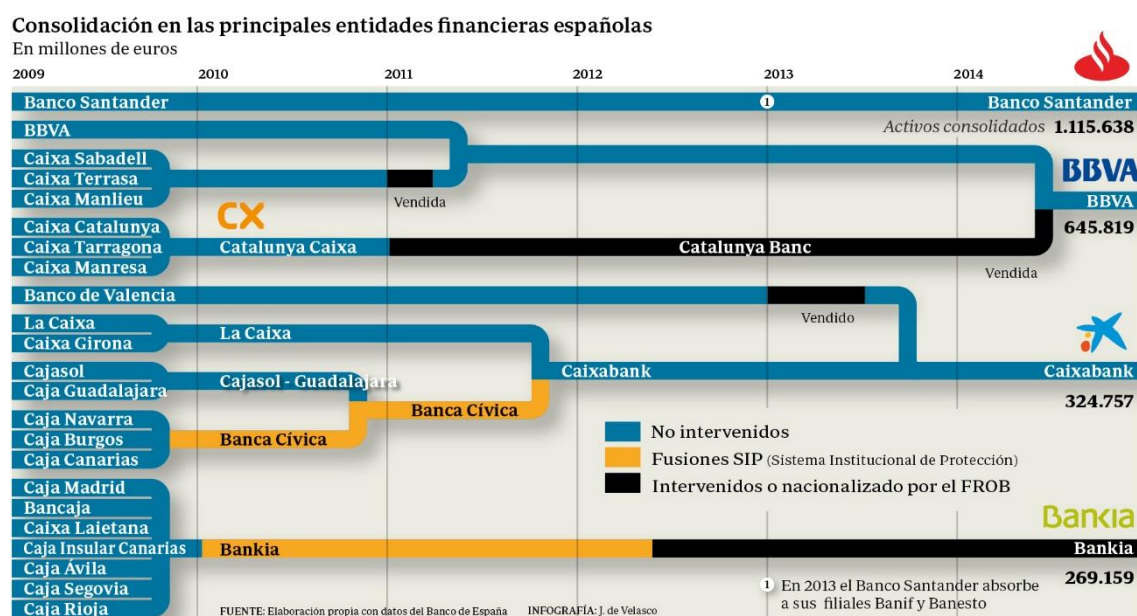 Consolidación en las principales entidades financieras españolas
En millones de euros
2009 2010 2011 2012 2013 2014
Banco Santander 1 Banco Santander
Activos consolidados 1.115.638
BBVA
Caixa Sabadell
Caixa Terrasa
Caixa Manlieu
Vendida
BBVA
BBVA
645.819
CX
Caixa Catalunya
Caixa Tarragona Catalunya Caixa Catalunya Banc
Caixa Manresa
Vendida
Banco de Valencia
Vendido
La Caixa
Caixa Girona
La Caixa
Cajasol
Caja Guadalajara
Cajasol - Guadalajara
Caixabank Caixabank
324.757
Banca Cívica
Caja Navarra
Caja Burgos Banca Cívica
Caja Canarias
No intervenidos
Fusiones SIP (Sistema Institucional de Protección)
Intervenidos o nacionalizado por el FROB
Caja Madrid
Bancaja
Caixa Laietana
Caja Insular Canarias Bankia
Caja Ávila
Caja Segovia
Caja Rioja
Bankia
Bankia
269.159
1 En 2013 el Banco Santander absorbe
a sus filiales Banif y Banesto
FUENTE: Elaboración propia con datos del Banco de España INFOGRAFÍA: J. de Velasco